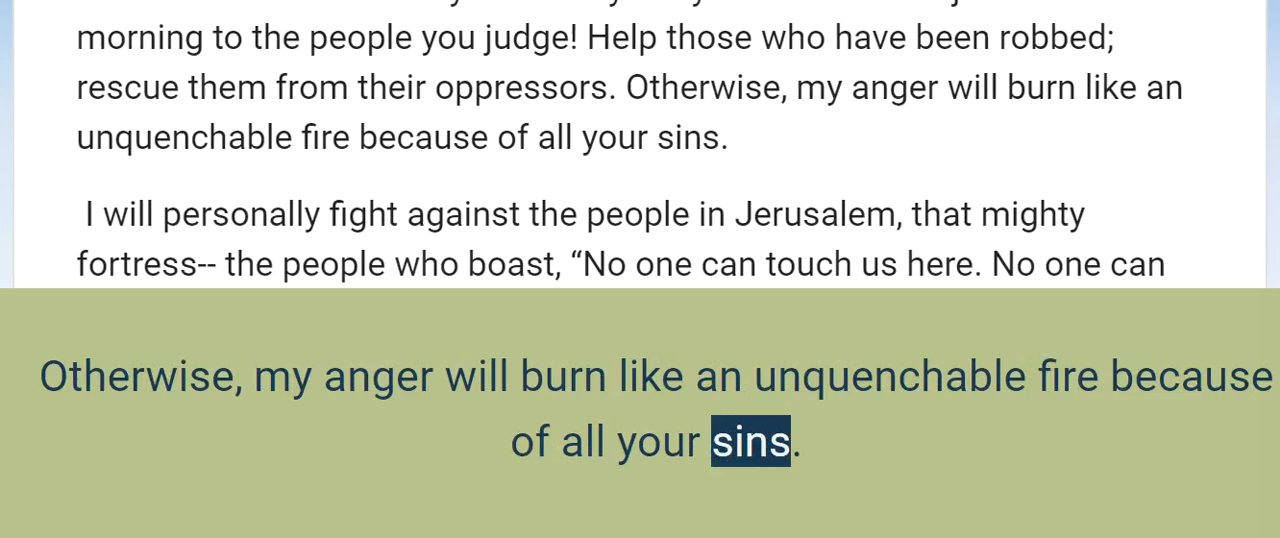 morning to the people you judge! Help those who have been robbed;
rescue them from their oppressors. Otherwise, my anger will burn like an
unquenchable fire because of all your sins.
I will personally fight against the people in Jerusalem, that mighty
fortress-- the people who boast, “No one can touch us here. No one can
Otherwise, my anger will burn like an unquenchable fire because
of all your sins.